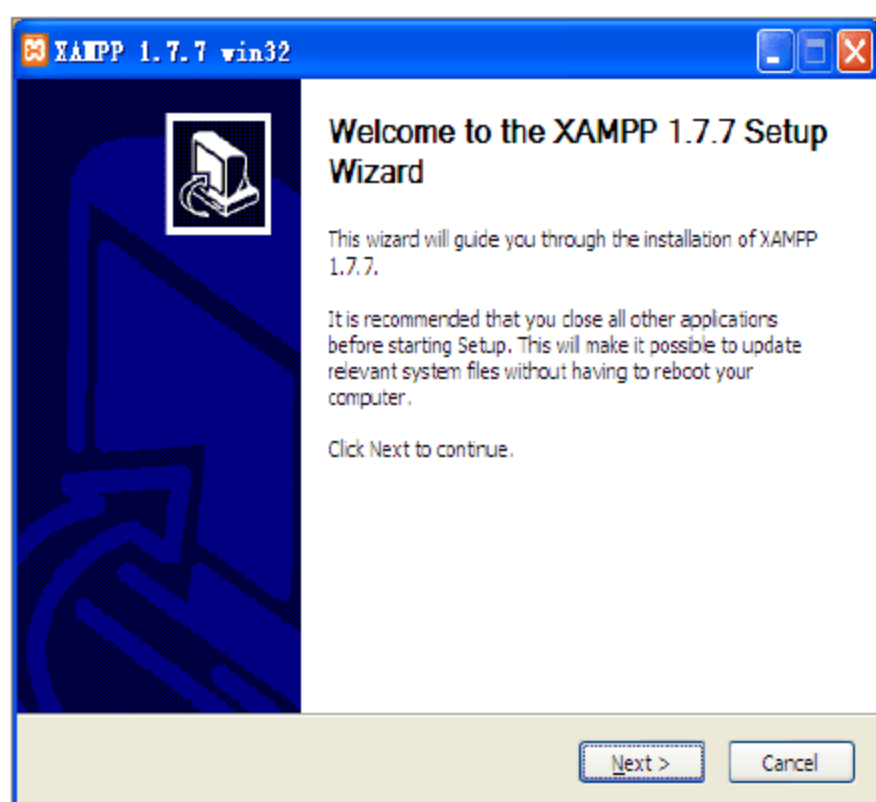 XAMPP 1.7.7 win32
Welcome to the XAMPP 1.7.7 Setup
Wizard
This wizard will guide you through the installation of XAMPP
1.7.7.
It is recommended that you close all other applications
before starting Setup. This will make it possible to update
relevant system files without having to reboot your
computer.
Click Next to continue.
Next >
Cancel